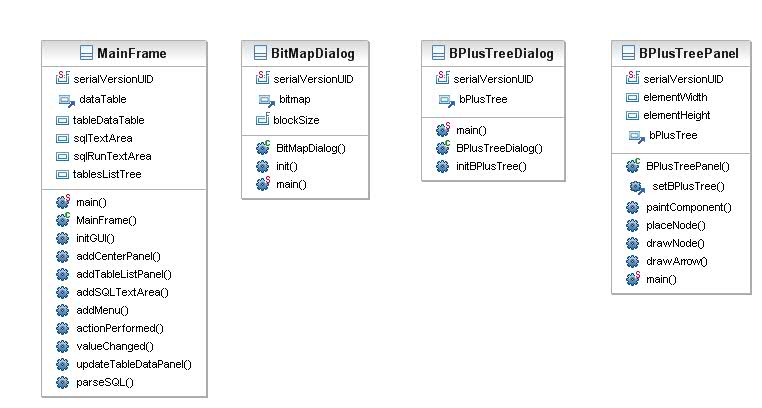 MainFrame
serialVersionUID
dataTable
tableDataTable
sqlTextArea
sqlRunTextArea
tablesListTree
main()
MainFrame()
initGUI()
addCenterPanel()
addTableListPanel()
addSQLTextArea()
addMenu()
actionPerformed()
valueChanged()
updateTableDataPanel()
parseSQL()
BitMapDialog
serialVersionUID
bitmap
blockSize
BitMapDialog()
init()
main()
BPlusTreeDialog
serialVersionUID
bPlusTree
main()
BPlusTreeDialog()
initBPlusTree()
BPlusTreePanel
serialVersionUID
elementWidth
elementHeight
bPlusTree
BPlusTreePanel()
setBPlusTree()
paintComponent()
placeNode()
drawNode()
drawArrow()
main()